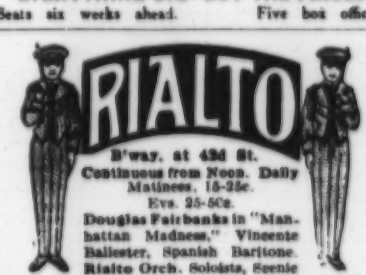 Seats six weeks ahead. Five box offic
RIALTO
B'way, at 42d St.
Continuous from Noon. Daily
Matinees, 15-25c.
Evs. 25-50c.
Douglas Fairbanks in "Man-
hattan Madness," Vincente
Ballester, Spanish Baritone.
Rialto Orch. Soloists, Scenic